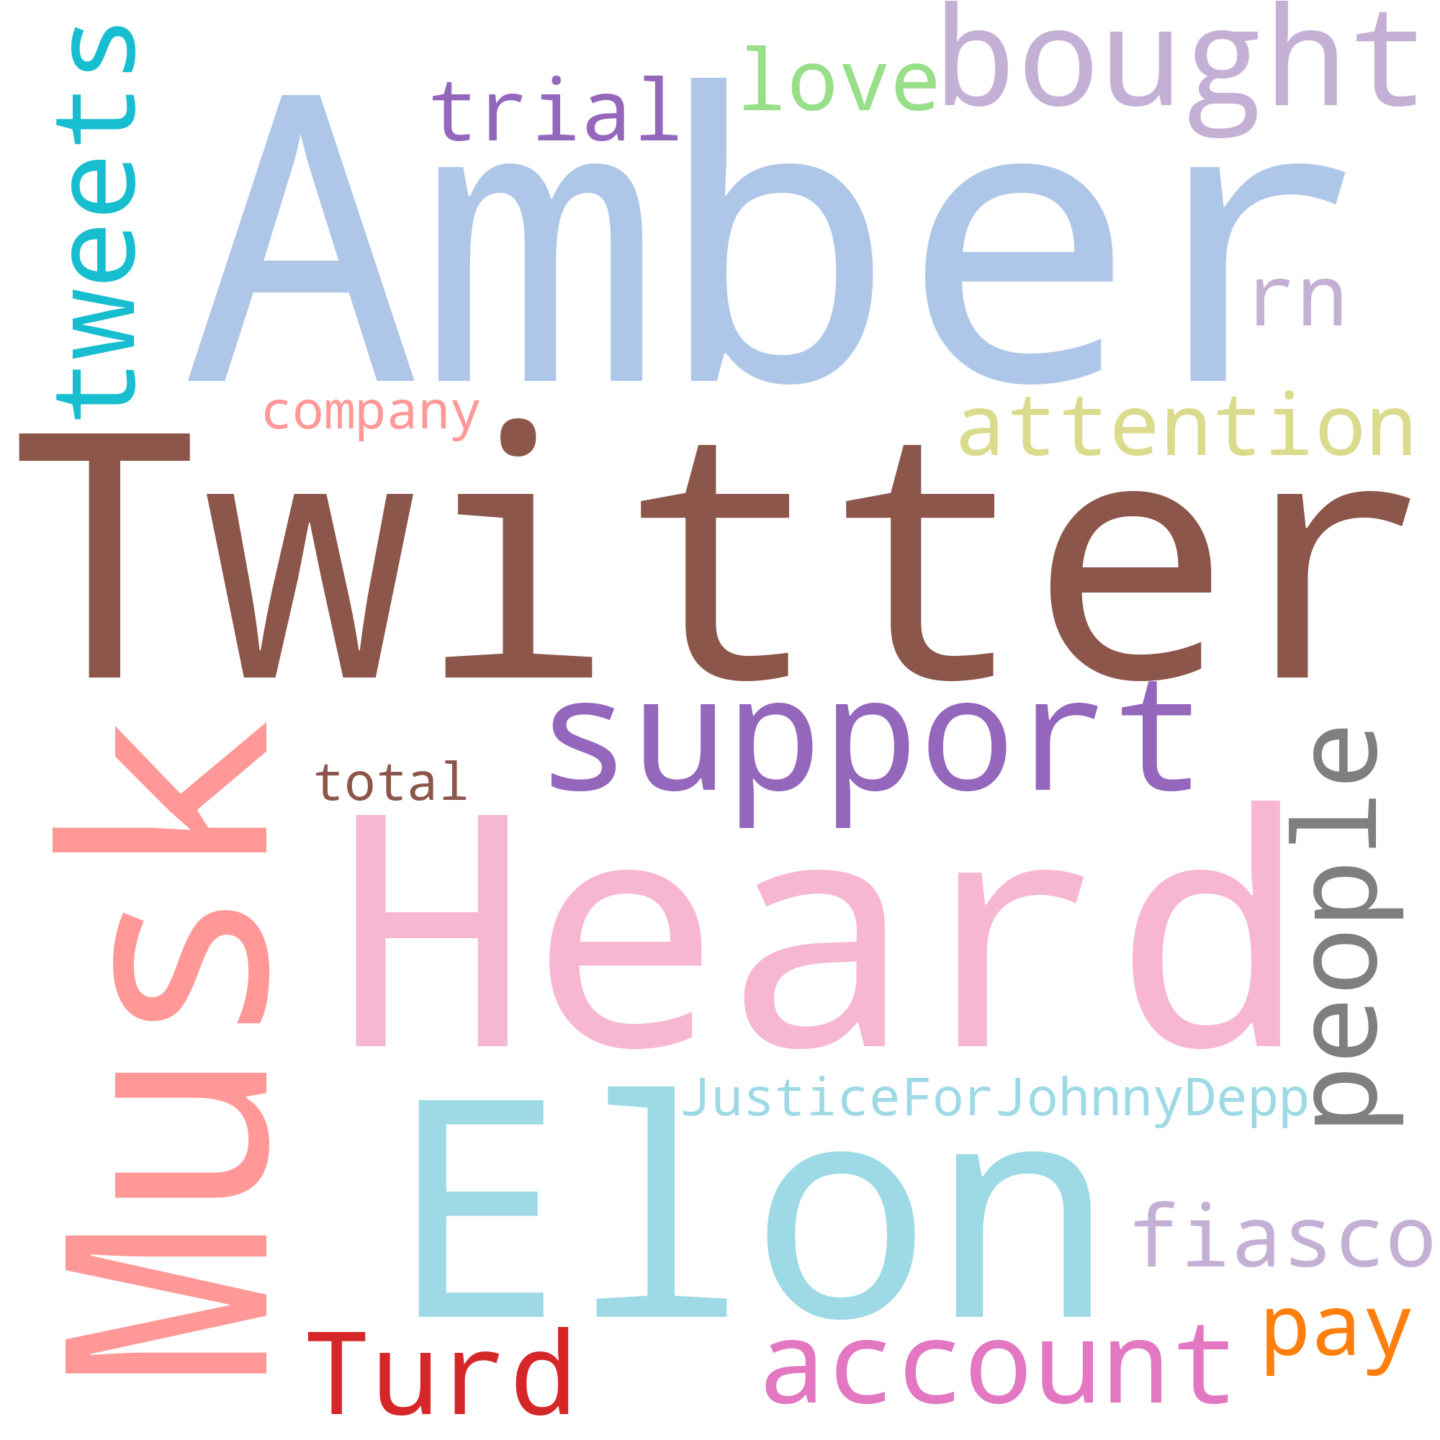 tweets
trial
love
bought
Amber
rn
company
attention
Twitter
support
Musk
total
people
Heard
JusticeForJohnnyDepp
Elon
fiasco
pay
Turd
account